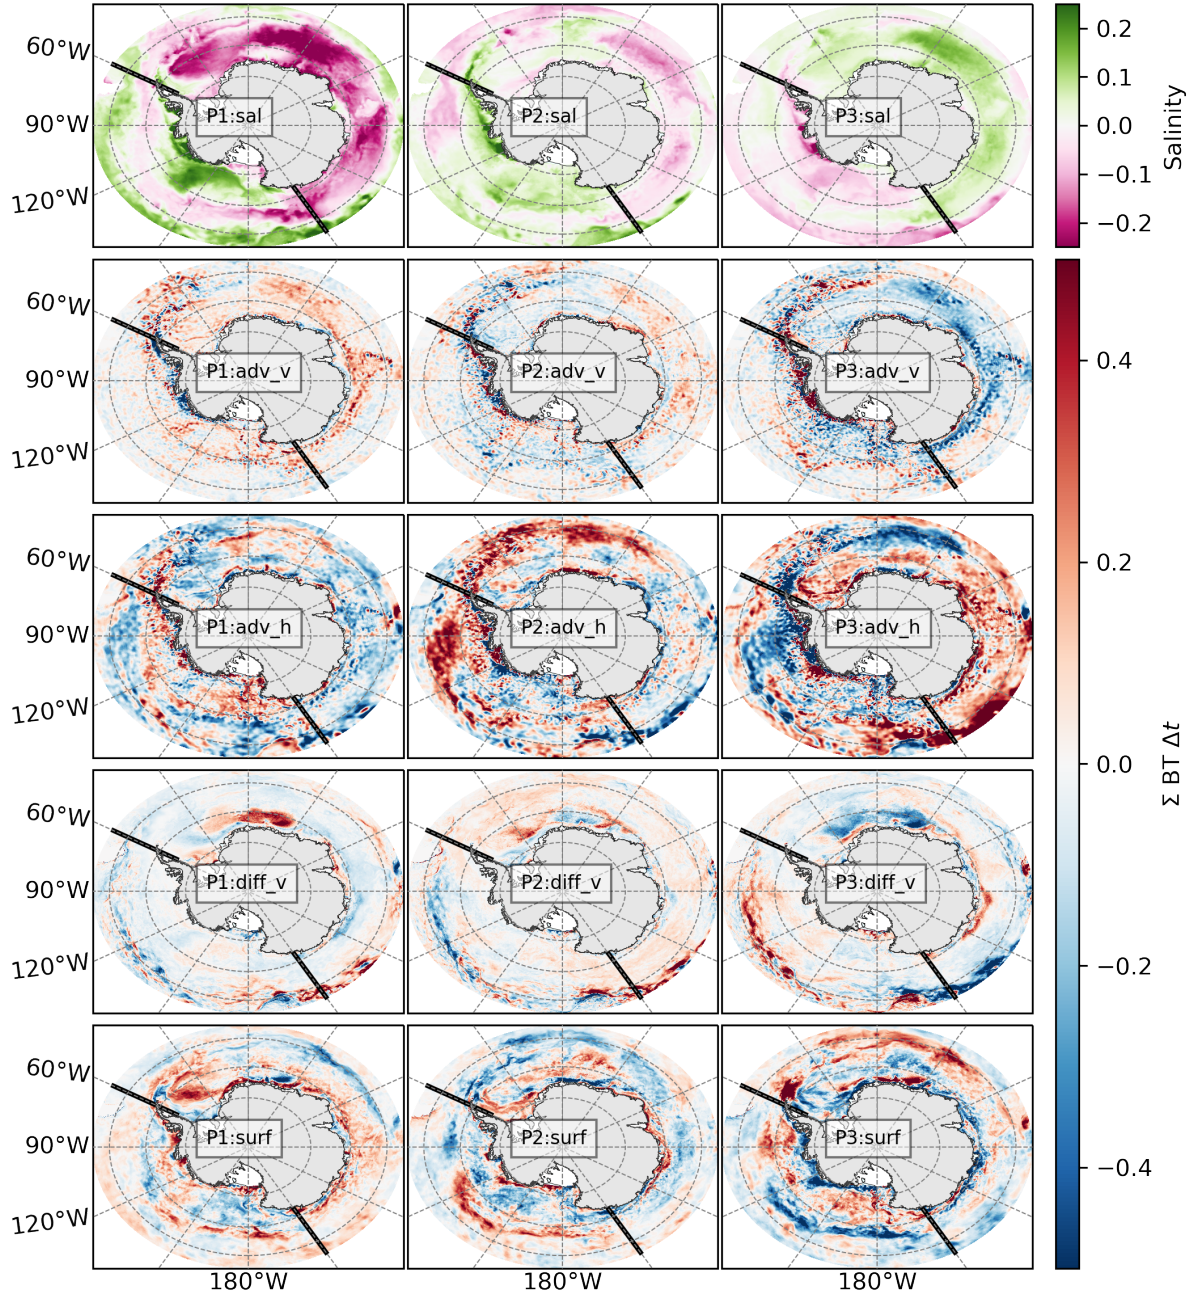 60°W
90°W
120°W
P1:sal
P2:sal
P3:sal
0.2
0.1
0.0
−0.1
−0.2
Salinity
60°W
90°W
120°W
P1:adv_v
P2:adv_v
P3:adv_v
60°W
90°W
120°W
P1:adv_h
P2:adv_h
P3:adv_h
60°W
90°W
120°W
P1:diff_v
P2:diff_v
P3:diff_v
60°W
90°W
120°W
P1:surf
P2:surf
P3:surf
180°W
180°W
180°W
0.4
0.2
0.0
−0.2
−0.4
Σ BT Δt